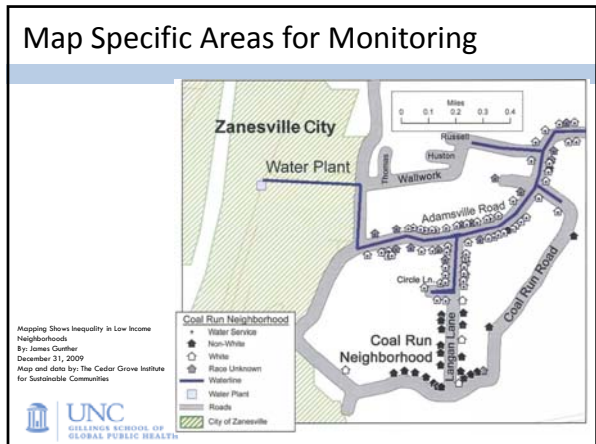 Map Specific Areas for Monitoring
Miles
0 0.1 0.2 0.3 0.4
Zanesville City
Water Plant
Russell
Huston
Thomas
Wallwork
Adamsville Road
Circle Ln.
Coal Run Road
Langan Lane
Coal Run
Neighborhood
Coal Run Neighborhood
Water Service
Non-White
White
Race Unknown
Waterline
Water Plant
Roads
City of Zanesville
Mapping Shows Inequality in Low Income
Neighborhoods
By: James Gunther
December 31, 2009
Map and data by: The Cedar Grove Institute
for Sustainable Communities
UNC
GILLINGS SCHOOL OF
GLOBAL PUBLIC HEALTH